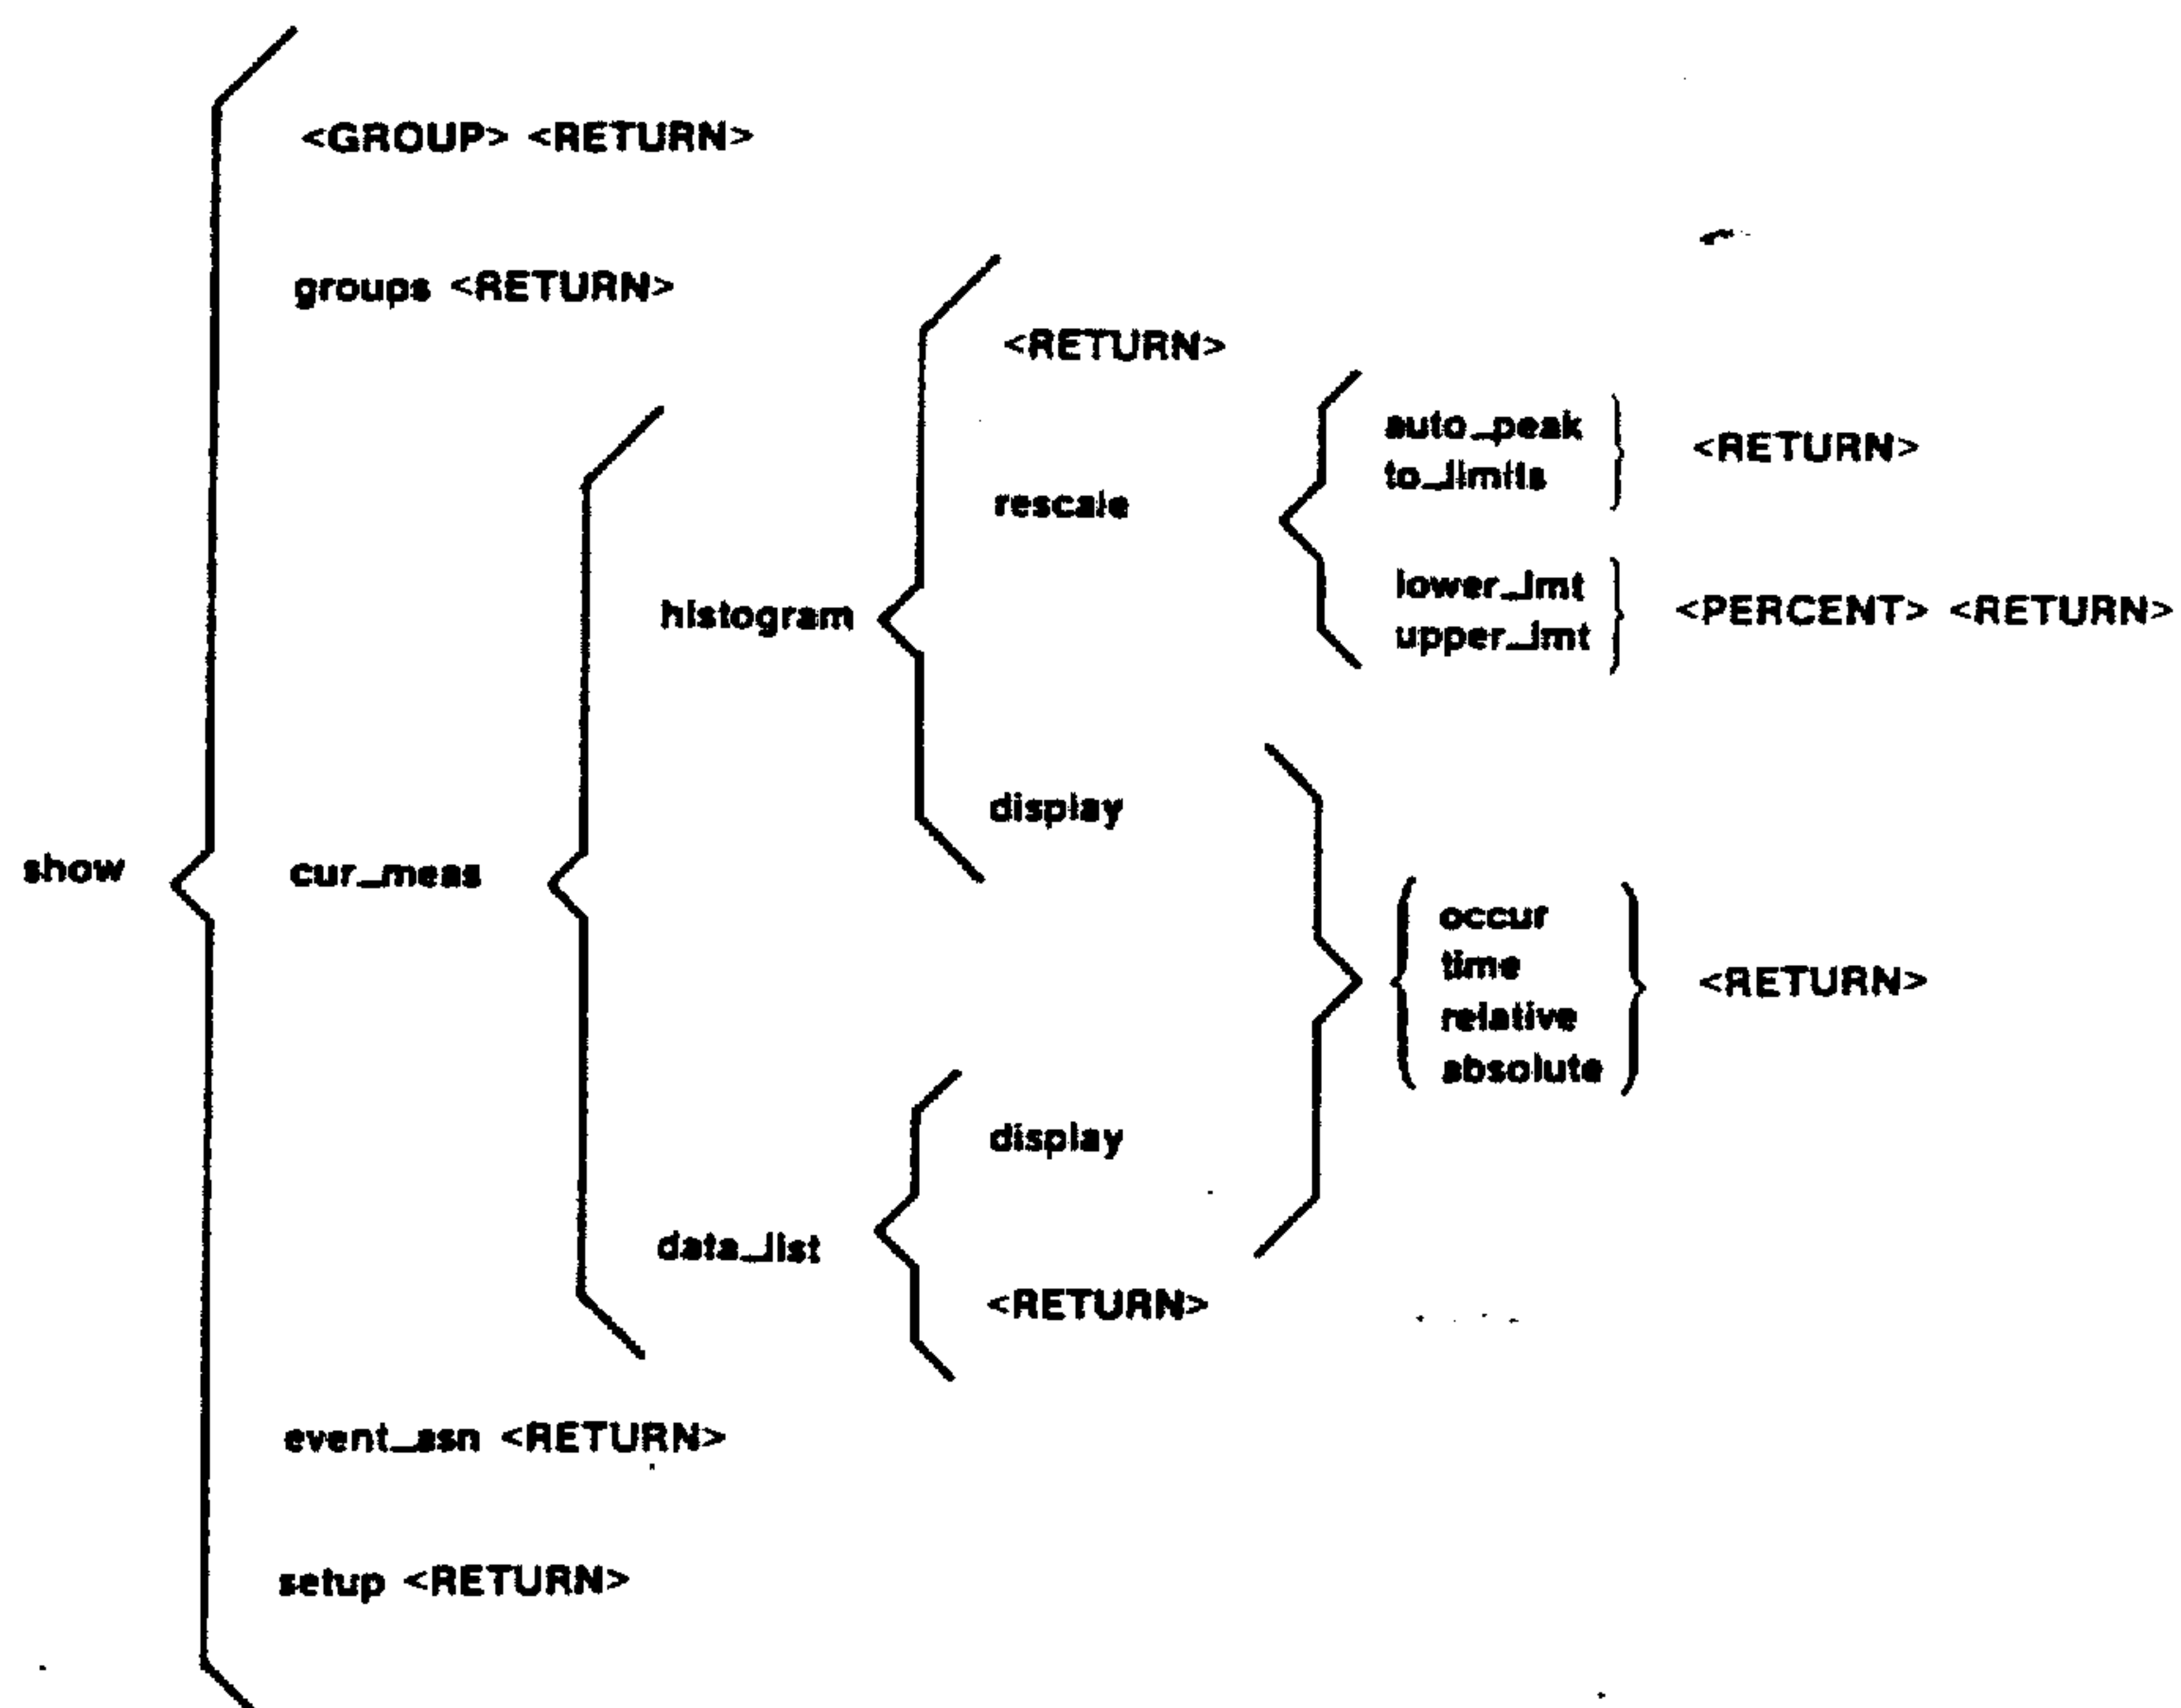 <GROUP> <RETURN>
groups <RETURN>
<RETURN>
auto_peak
to_limits
<RETURN>
rescale
lower_lmt
upper_lmt
<PERCENT> <RETURN>
histogram
display
show
cur_meas
occur
time
relative
absolute
<RETURN>
display
data_list
<RETURN>
event_asn <RETURN>
setup <RETURN>